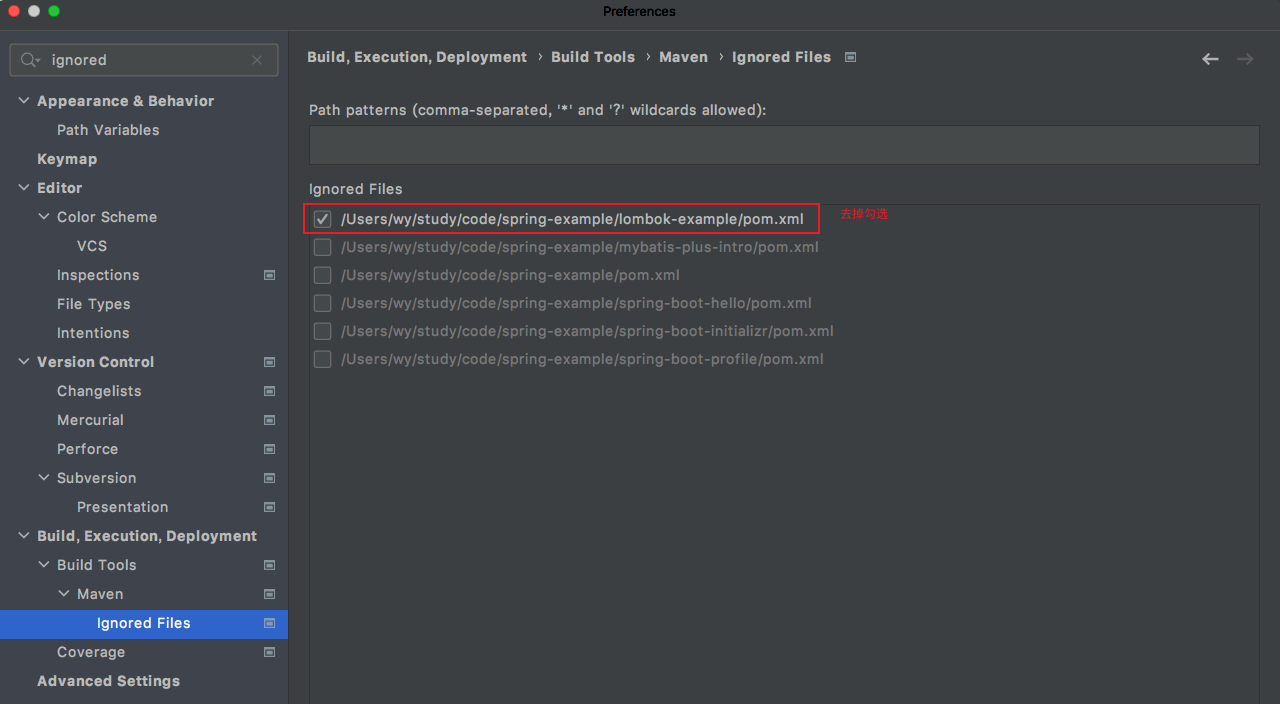 Preferences
ignored
Appearance & Behavior
Path Variables
Keymap
Editor
Color Scheme
VCS
Inspections
File Types
Intentions
Version Control
Changelists
Mercurial
Perforce
Subversion
Presentation
Build, Execution, Deployment
Build Tools
Maven
Ignored Files
Coverage
Advanced Settings
Build, Execution, Deployment › Build Tools › Maven › Ignored Files
Path patterns (comma-separated, '*' and '?' wildcards allowed):
Ignored Files
/Users/wy/study/code/spring-example/lombok-example/pom.xml 去掉勾选
/Users/wy/study/code/spring-example/mybatis-plus-intro/pom.xml
/Users/wy/study/code/spring-example/pom.xml
/Users/wy/study/code/spring-example/spring-boot-hello/pom.xml
/Users/wy/study/code/spring-example/spring-boot-initializr/pom.xml
/Users/wy/study/code/spring-example/spring-boot-profile/pom.xml